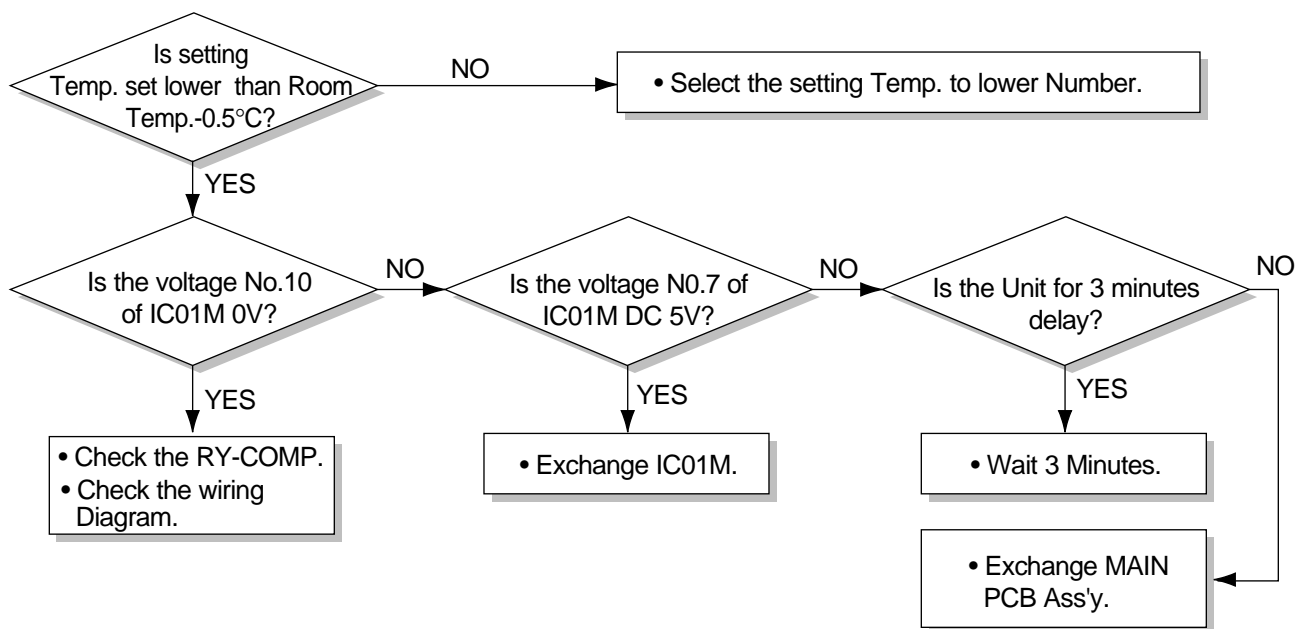 Is setting
Temp. set lower than Room
Temp.-0.5°C?
NO
• Select the setting Temp. to lower Number.
YES
Is the voltage No.10
of IC01M 0V?
NO
Is the voltage N0.7 of
IC01M DC 5V?
NO
Is the Unit for 3 minutes
delay?
NO
YES
• Check the RY-COMP.
• Check the wiring
Diagram.
YES
• Exchange IC01M.
YES
• Wait 3 Minutes.
• Exchange MAIN
PCB Ass'y.